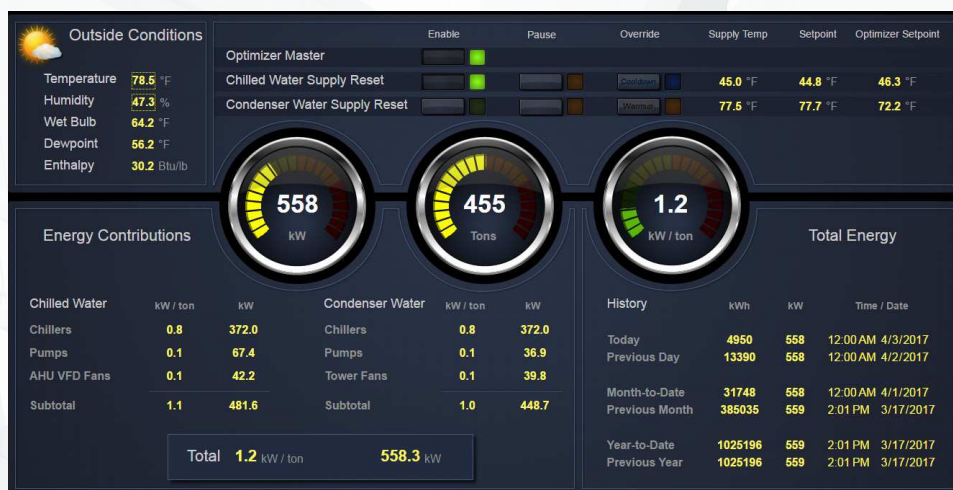 Outside Conditions
Temperature 78.5 °F
Humidity 47.3 %
Wet Bulb 64.2 °F
Dewpoint 56.2 °F
Enthalpy 30.2 Btu/lb
Enable Pause Override Supply Temp Setpoint Optimizer Setpoint
Optimizer Master
Chilled Water Supply Reset Cooldown 45.0 °F 44.8 °F 46.3 °F
Condenser Water Supply Reset Warmup 77.5 °F 77.7 °F 72.2 °F
558
kW
455
Tons
1.2
kW / ton
Energy Contributions
Chilled Water kW / ton kW
Chillers 0.8 372.0
Pumps 0.1 67.4
AHU VFD Fans 0.1 42.2
Subtotal 1.1 481.6
Condenser Water kW / ton kW
Chillers 0.8 372.0
Pumps 0.1 36.9
Tower Fans 0.1 39.8
Subtotal 1.0 448.7
Total 1.2 kW / ton 558.3 kW
Total Energy
History kWh kW Time / Date
Today 4950 558 12:00 AM 4/3/2017
Previous Day 13390 558 12:00 AM 4/2/2017
Month-to-Date 31748 558 12:00 AM 4/1/2017
Previous Month 385035 559 2:01 PM 3/17/2017
Year-to-Date 1025196 559 2:01 PM 3/17/2017
Previous Year 1025196 559 2:01 PM 3/17/2017